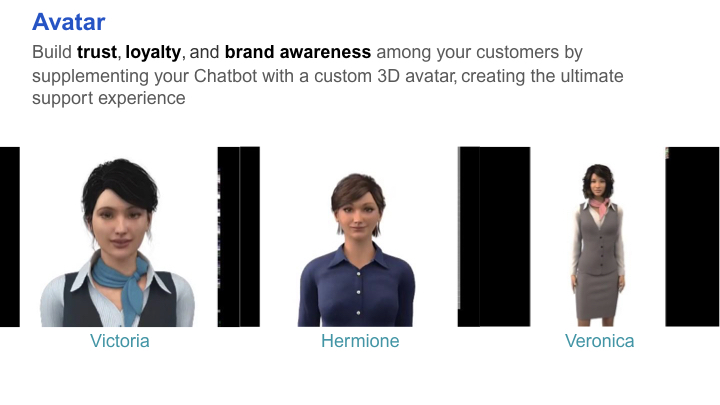 Avatar
Build trust, loyalty, and brand awareness among your customers by
supplementing your Chatbot with a custom 3D avatar, creating the ultimate
support experience
Victoria
Hermione
Veronica